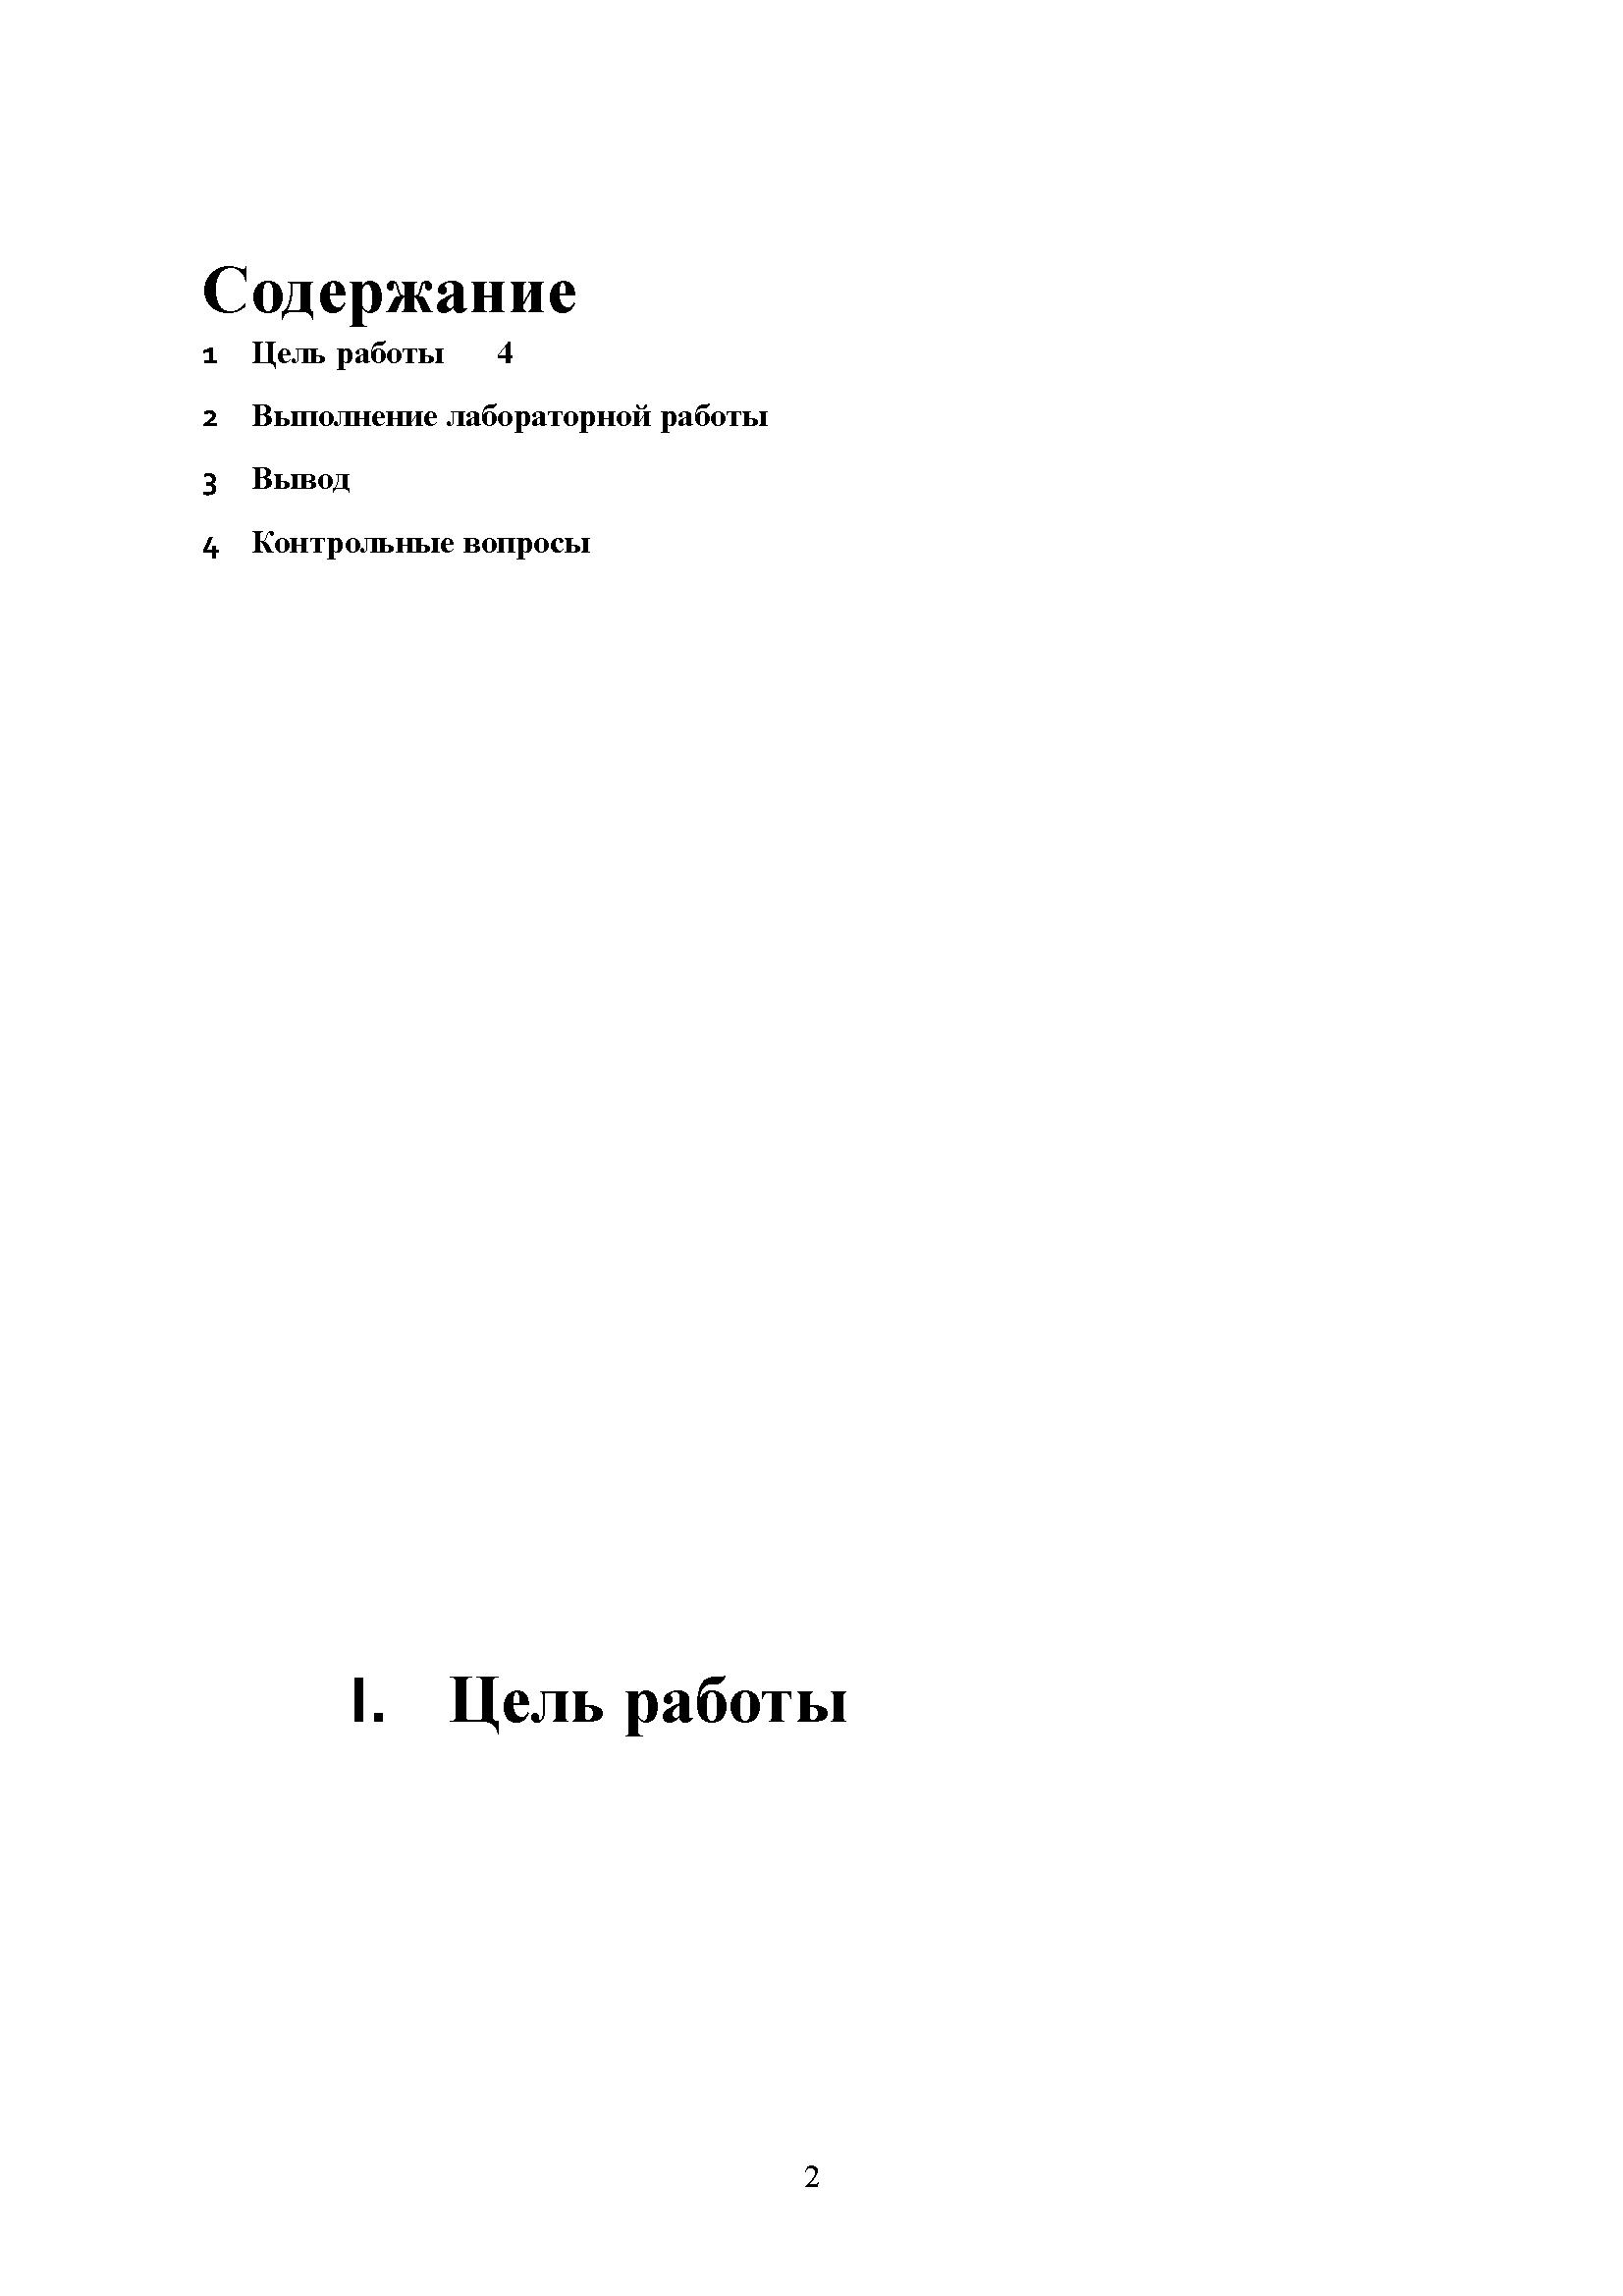 Содержание
1 Цель работы 4
2 Выполнение лабораторной работы
3 Вывод
4 Контрольные вопросы
I. Цель работы
2